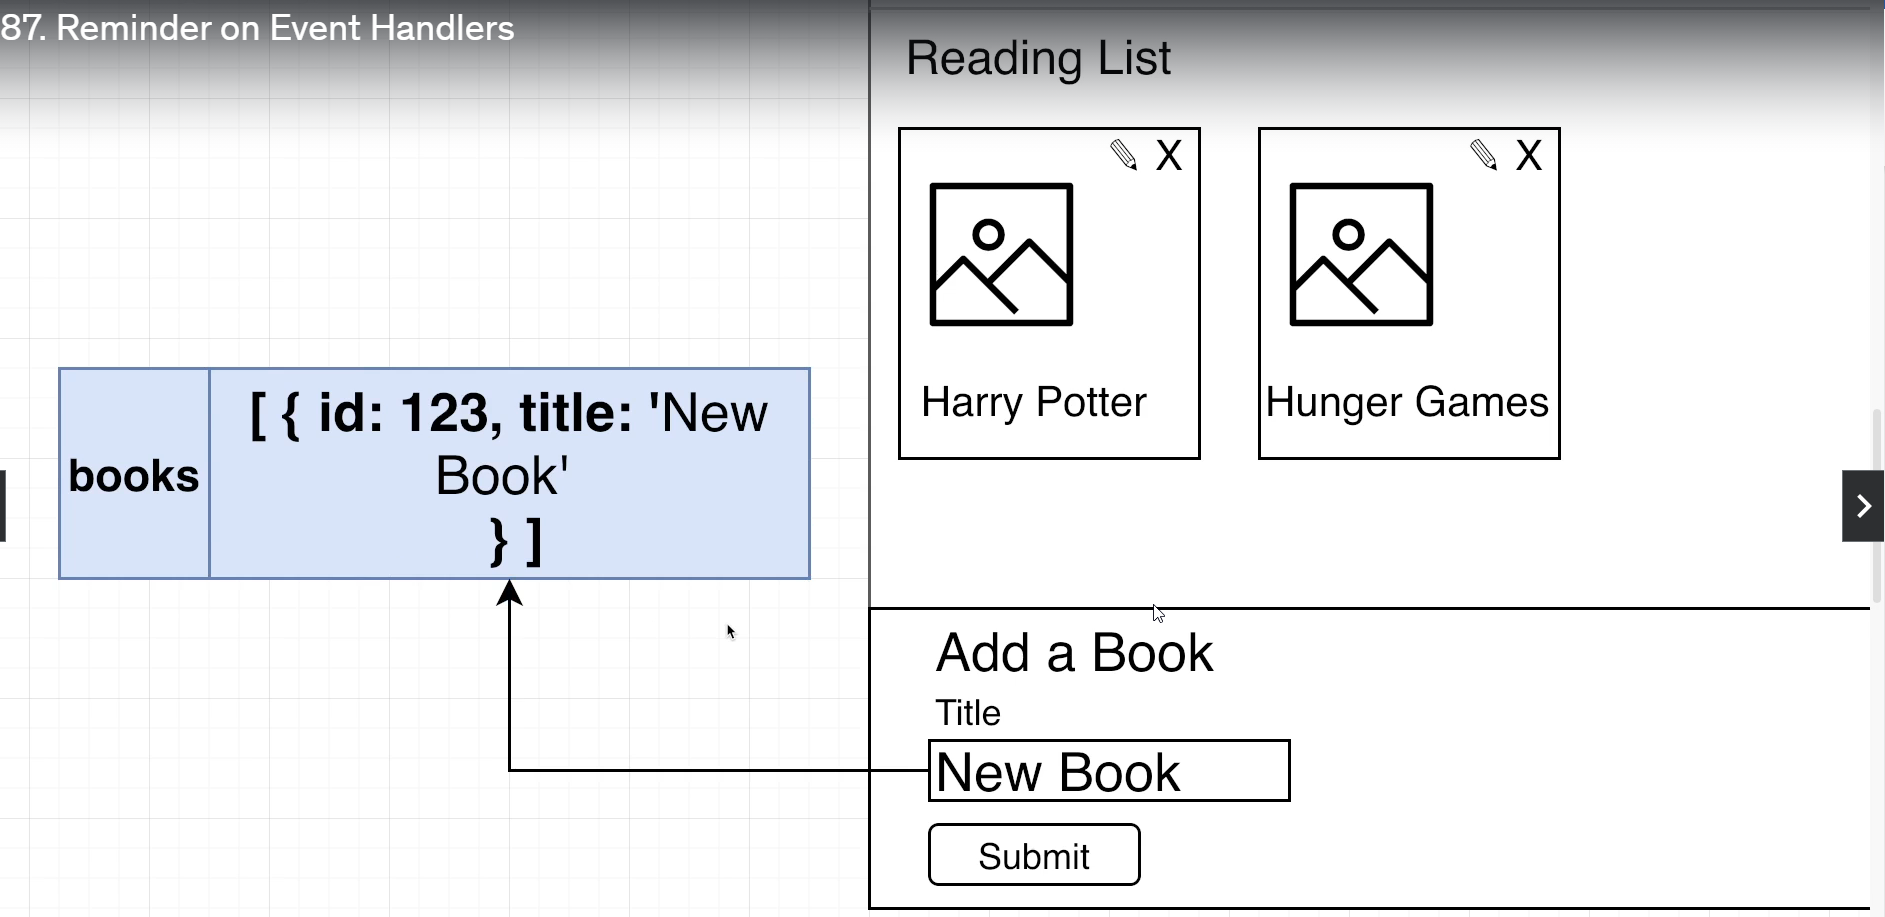 87. Reminder on Event Handlers
Reading List
X
X
Harry Potter
Hunger Games
books
[ { id: 123, title: 'New
Book'
} ]
Add a Book
Title
New Book
Submit